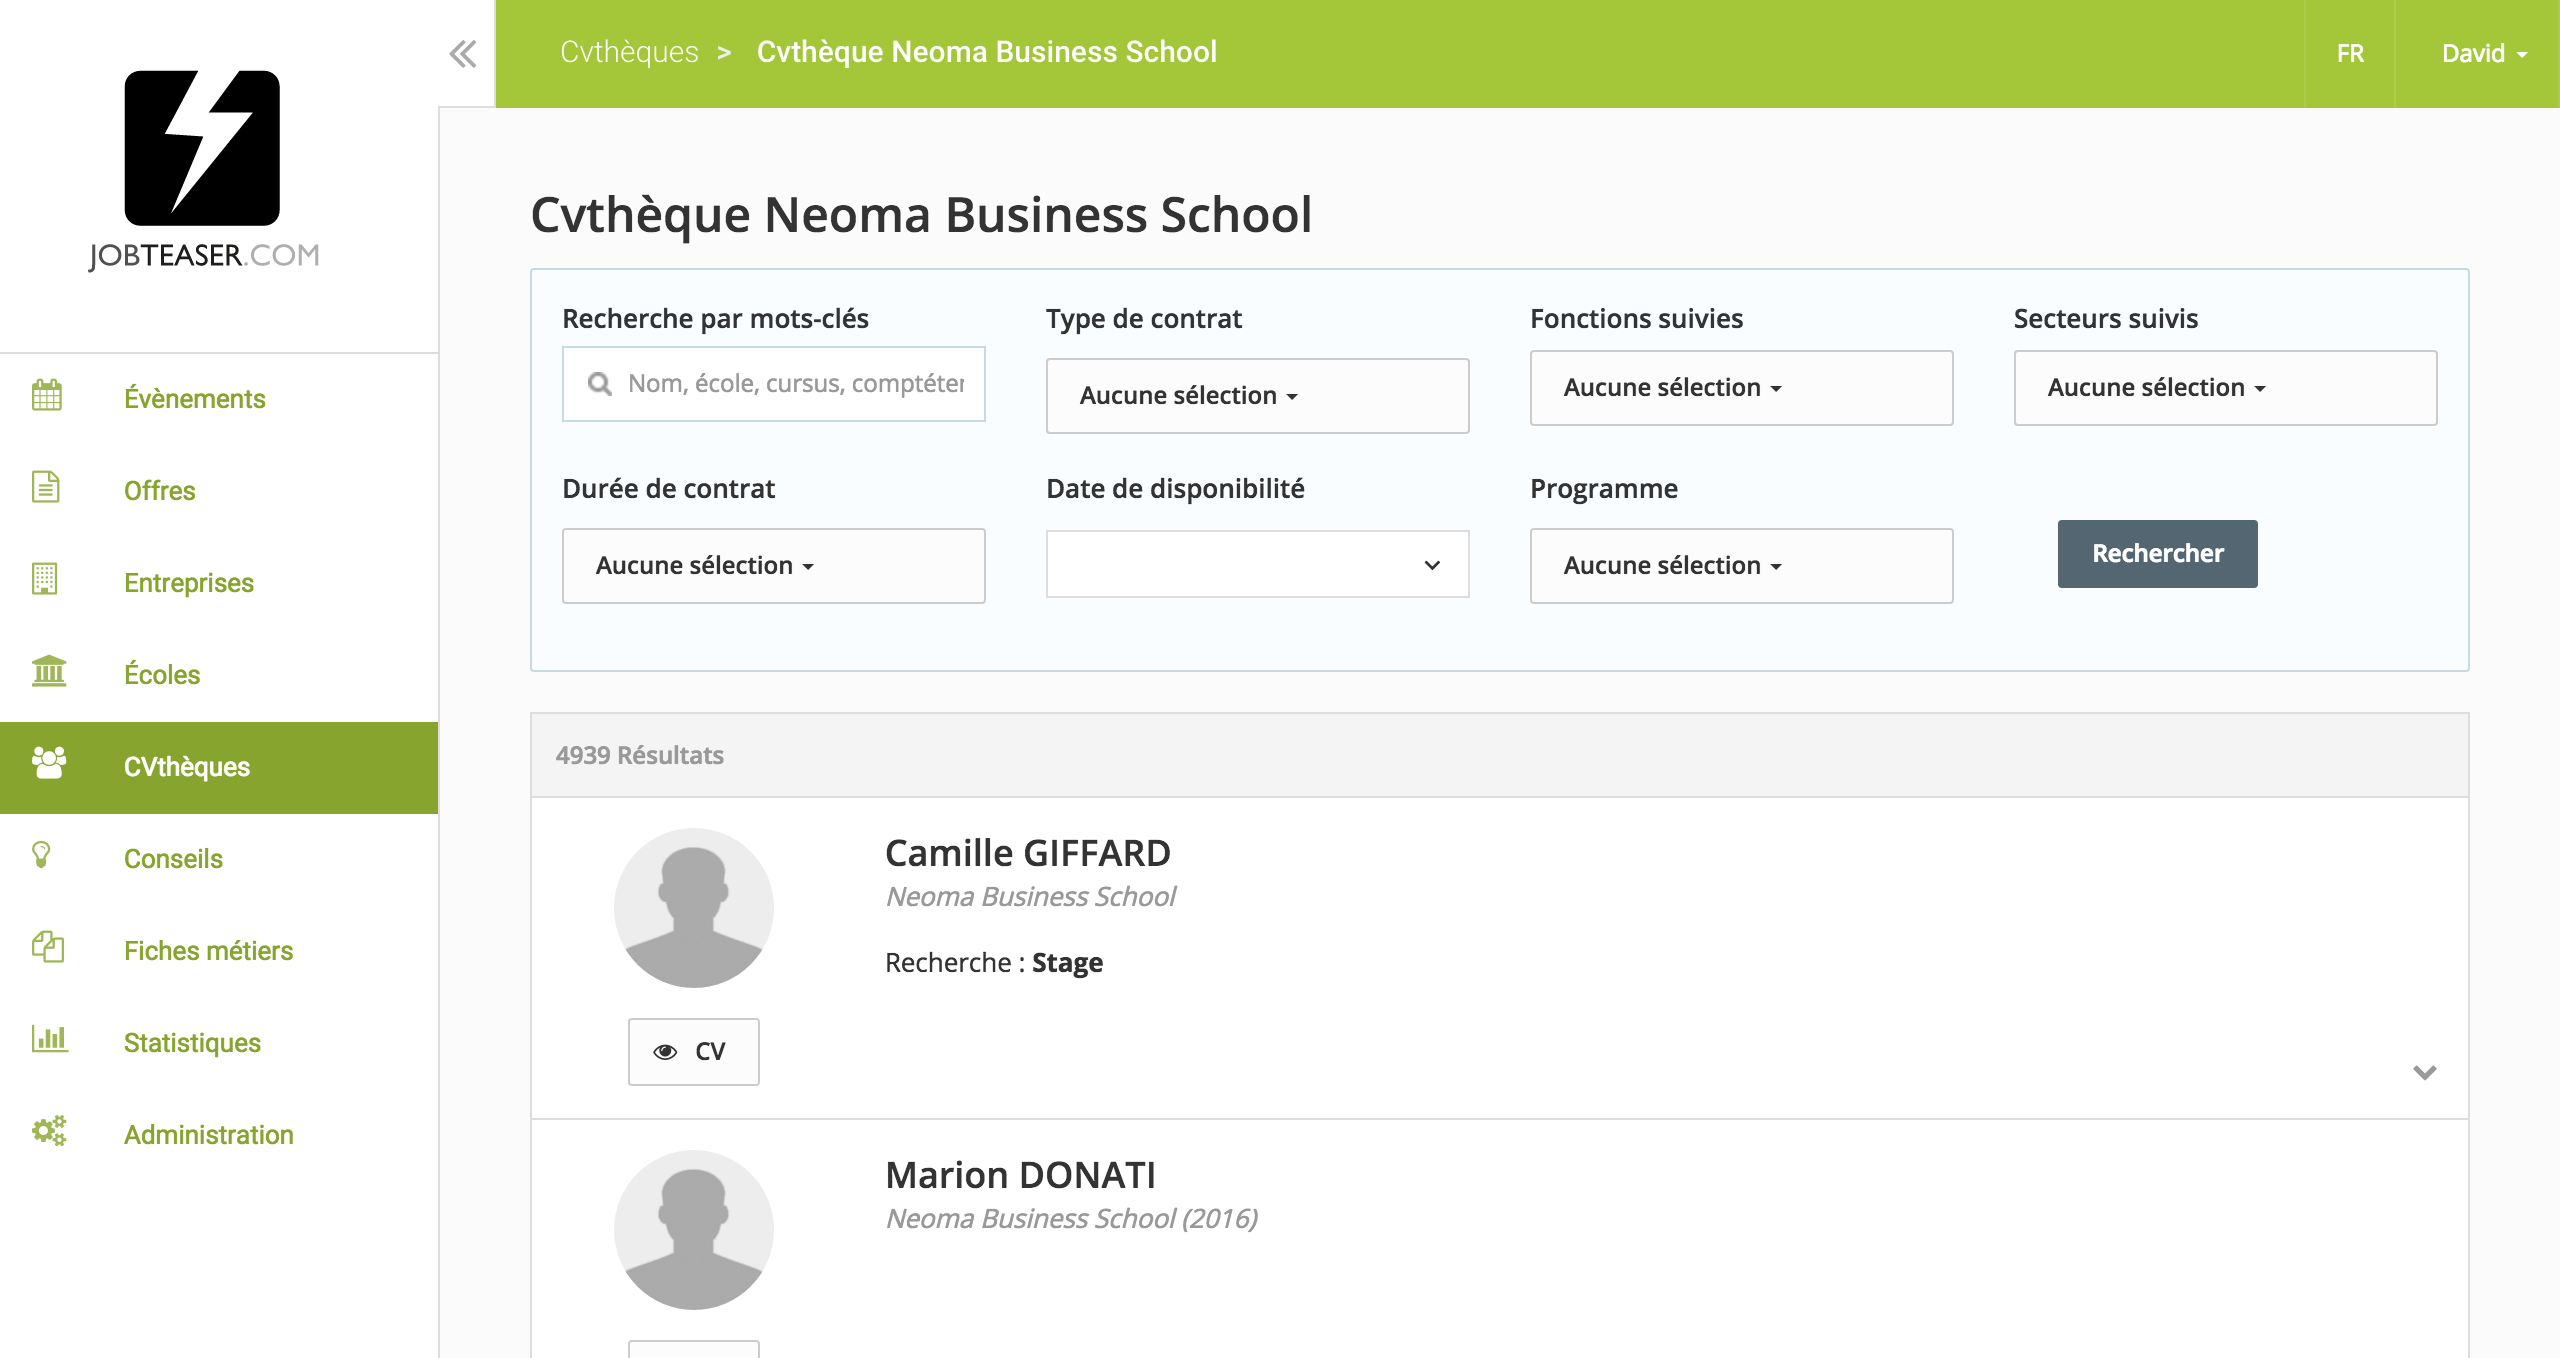 JOBTEASER.COM
Évènements
Offres
Entreprises
Écoles
CVthèques
Conseils
Fiches métiers
Statistiques
Administration
Cvthèques > Cvthèque Neoma Business School
FR
David
Cvthèque Neoma Business School
Recherche par mots-clés
Nom, école, cursus, comptéter
Type de contrat
Aucune sélection
Fonctions suivies
Aucune sélection
Secteurs suivis
Aucune sélection
Durée de contrat
Aucune sélection
Date de disponibilité
Programme
Aucune sélection
Rechercher
4939 Résultats
Camille GIFFARD
Neoma Business School
Recherche : Stage
CV
Marion DONATI
Neoma Business School (2016)